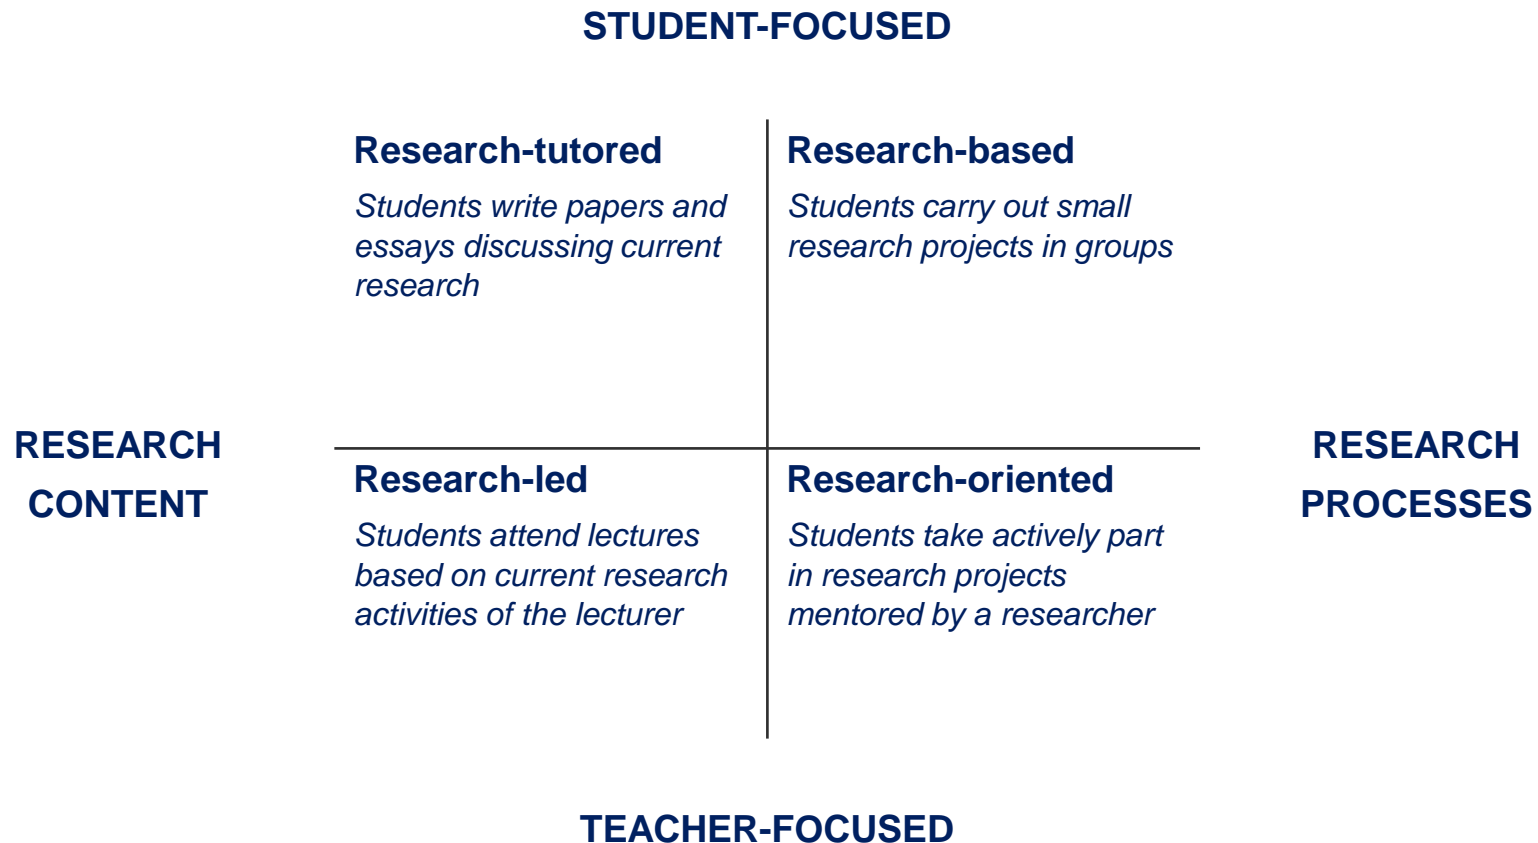 STUDENT-FOCUSED
Research-tutored
Students write papers and
essays discussing current
research
Research-based
Students carry out small
research projects in groups
RESEARCH
CONTENT
RESEARCH
PROCESSES
Research-led
Students attend lectures
based on current research
activities of the lecturer
Research-oriented
Students take actively part
in research projects
mentored by a researcher
TEACHER-FOCUSED